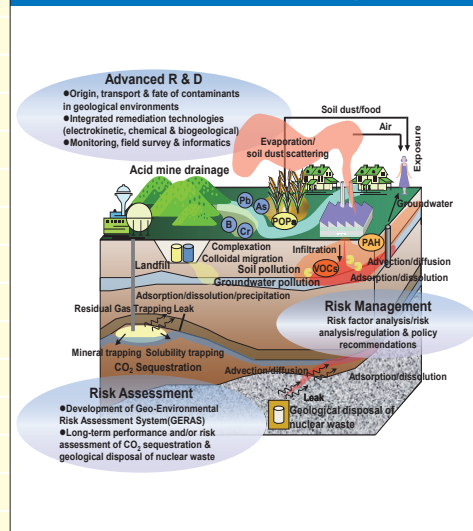 Advanced R & D
●Origin, transport & fate of contaminants
in geological environments
●Integrated remediation technologies
(electrokinetic, chemical & biogeological)
●Monitoring, field survey & informatics
Soil dust/food
Air
Exposure
Evaporation/
soil dust scattering
Acid mine drainage
Pb
As
B
Cr
POPs
Groundwater
PAH
Complexation
Colloidal migration
Infiltration
Advection/diffusion
Landfill
Soil pollution
VOCs
Adsorption/dissolution
Groundwater pollution
Adsorption/dissolution/precipitation
Residual Gas Trapping
Leak
Risk Management
Risk factor analysis/risk
analysis/regulation & policy
recommendations
Mineral trapping
Solubility trapping
CO₂ Sequestration
Advection/diffusion
Adsorption/dissolution
Leak
Geological disposal of
nuclear waste
Risk Assessment
●Development of Geo-Environmental
Risk Assessment System(GERAS)
●Long-term performance and/or risk
assessment of CO₂ sequestration &
geological disposal of nuclear waste